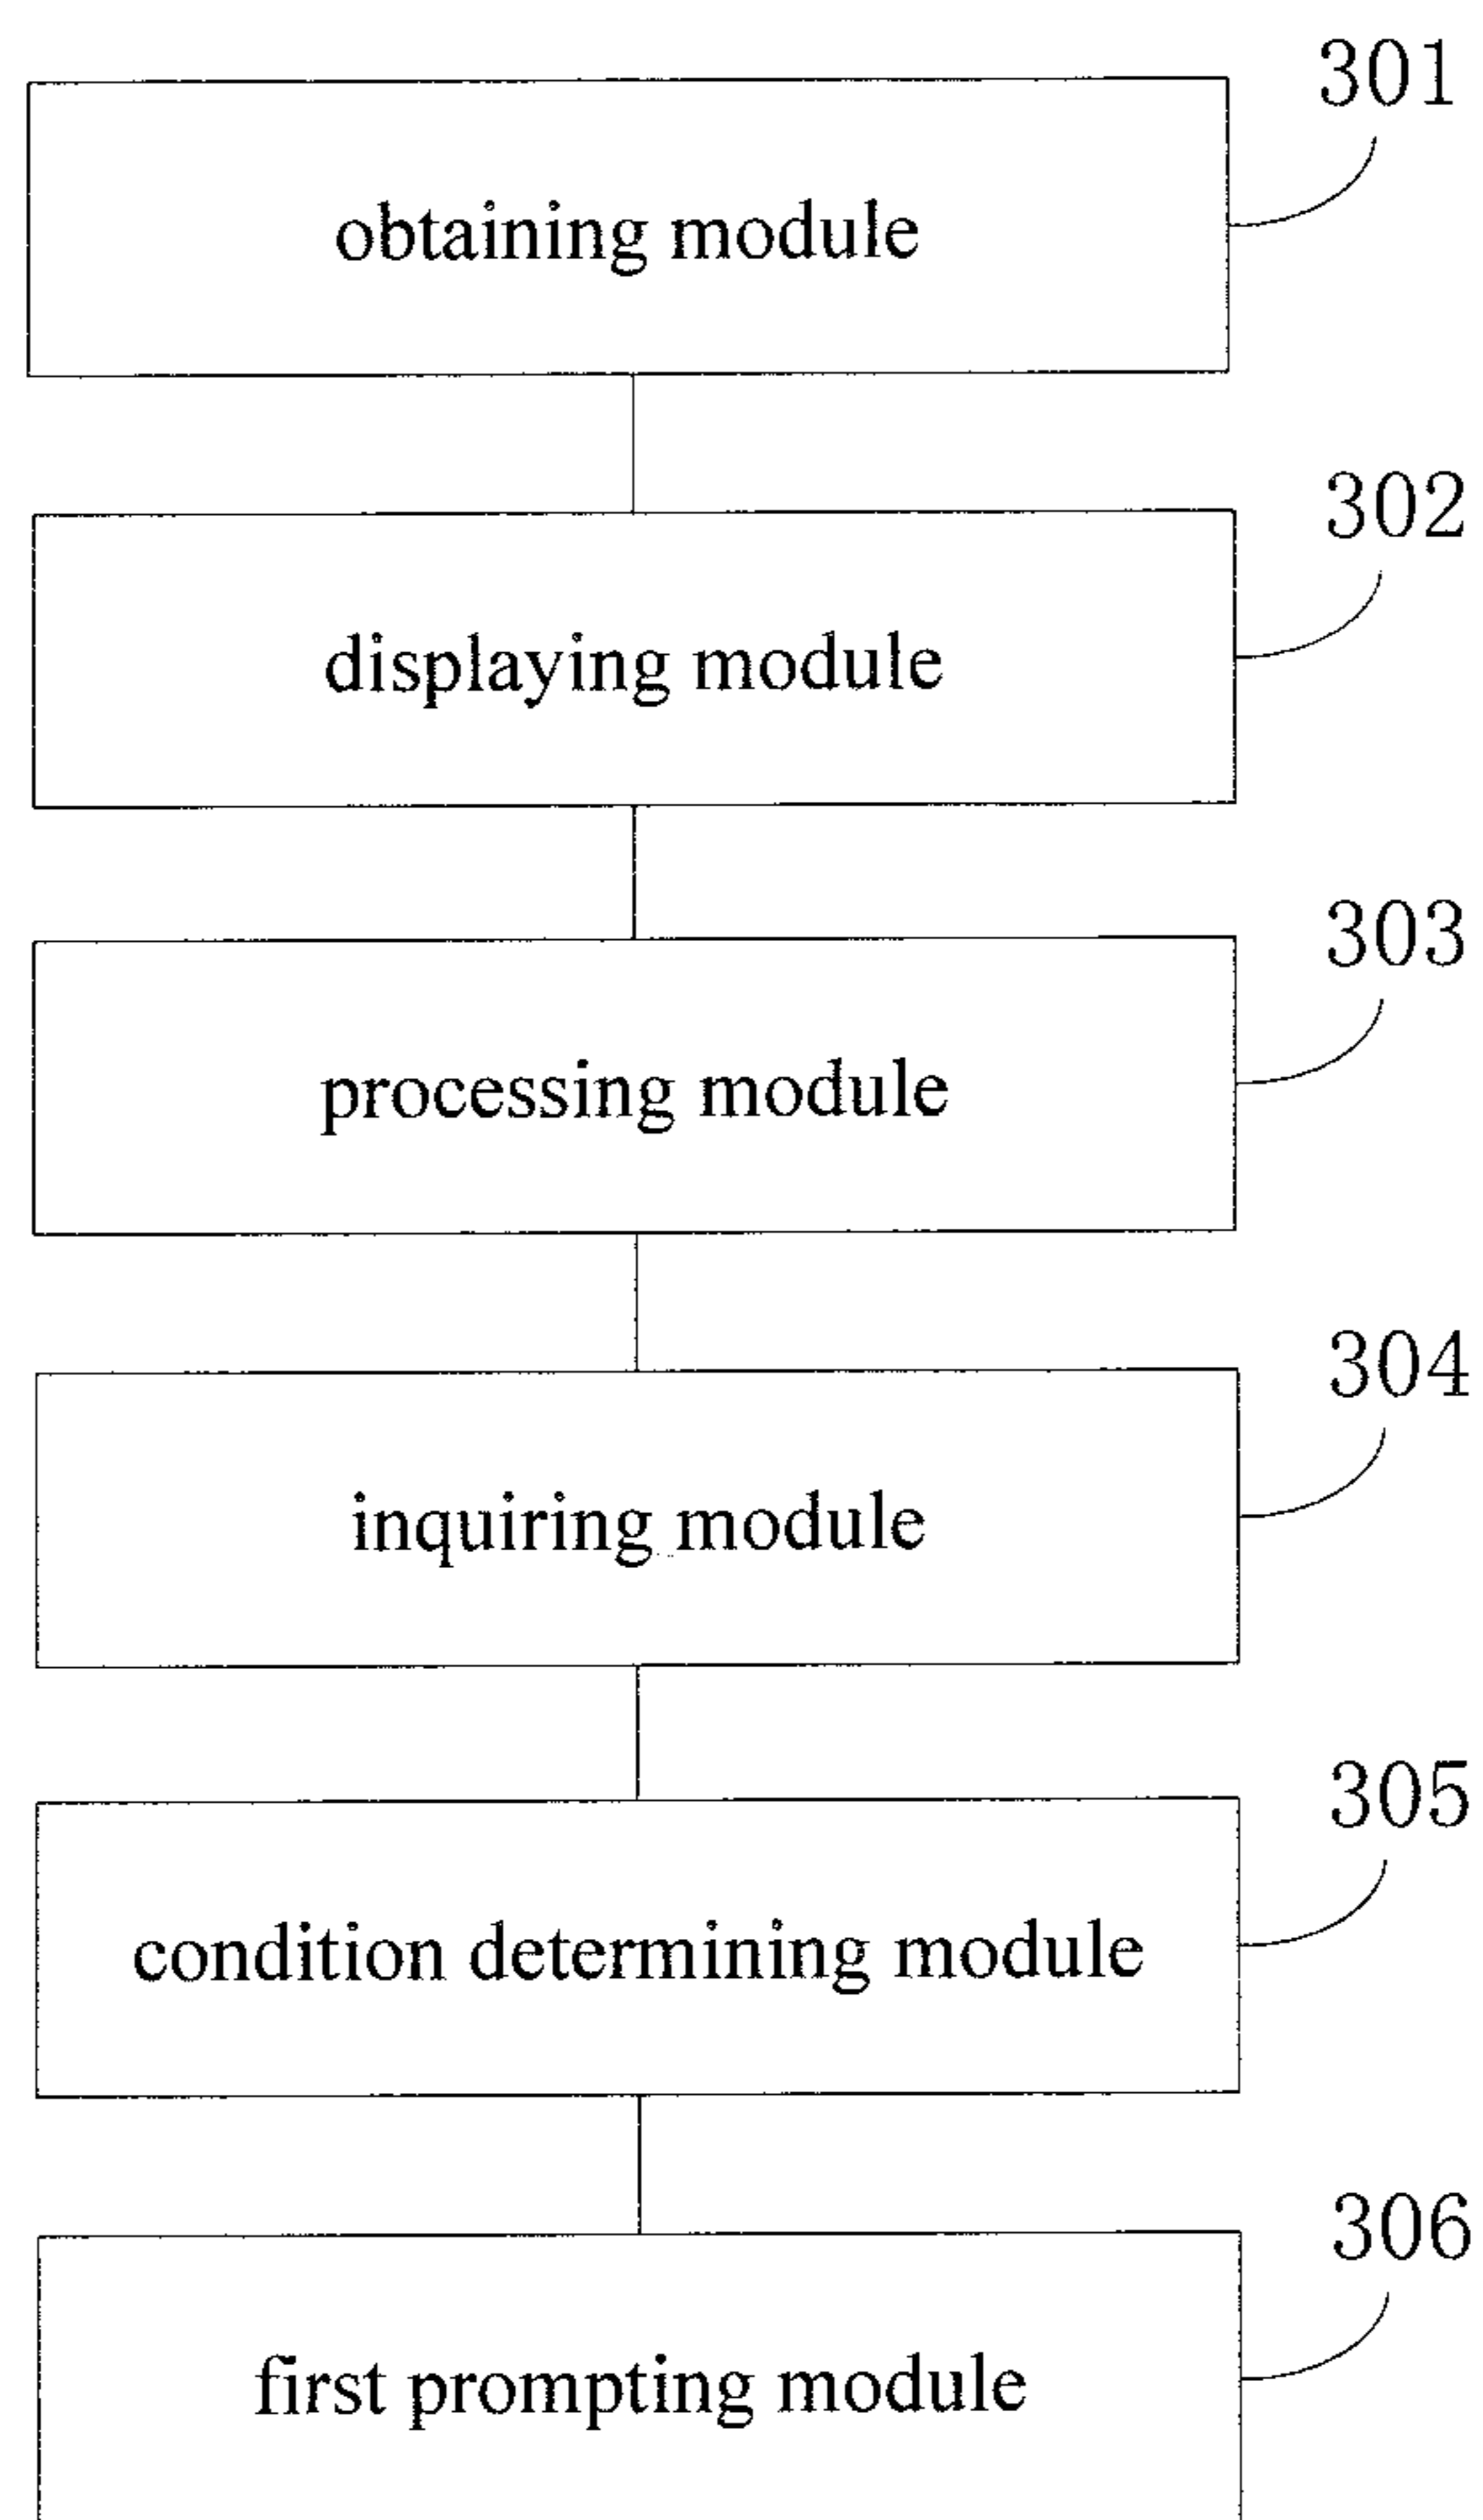 301
obtaining module
302
displaying module
303
processing module
304
inquiring module
305
condition determining module
306
first prompting module